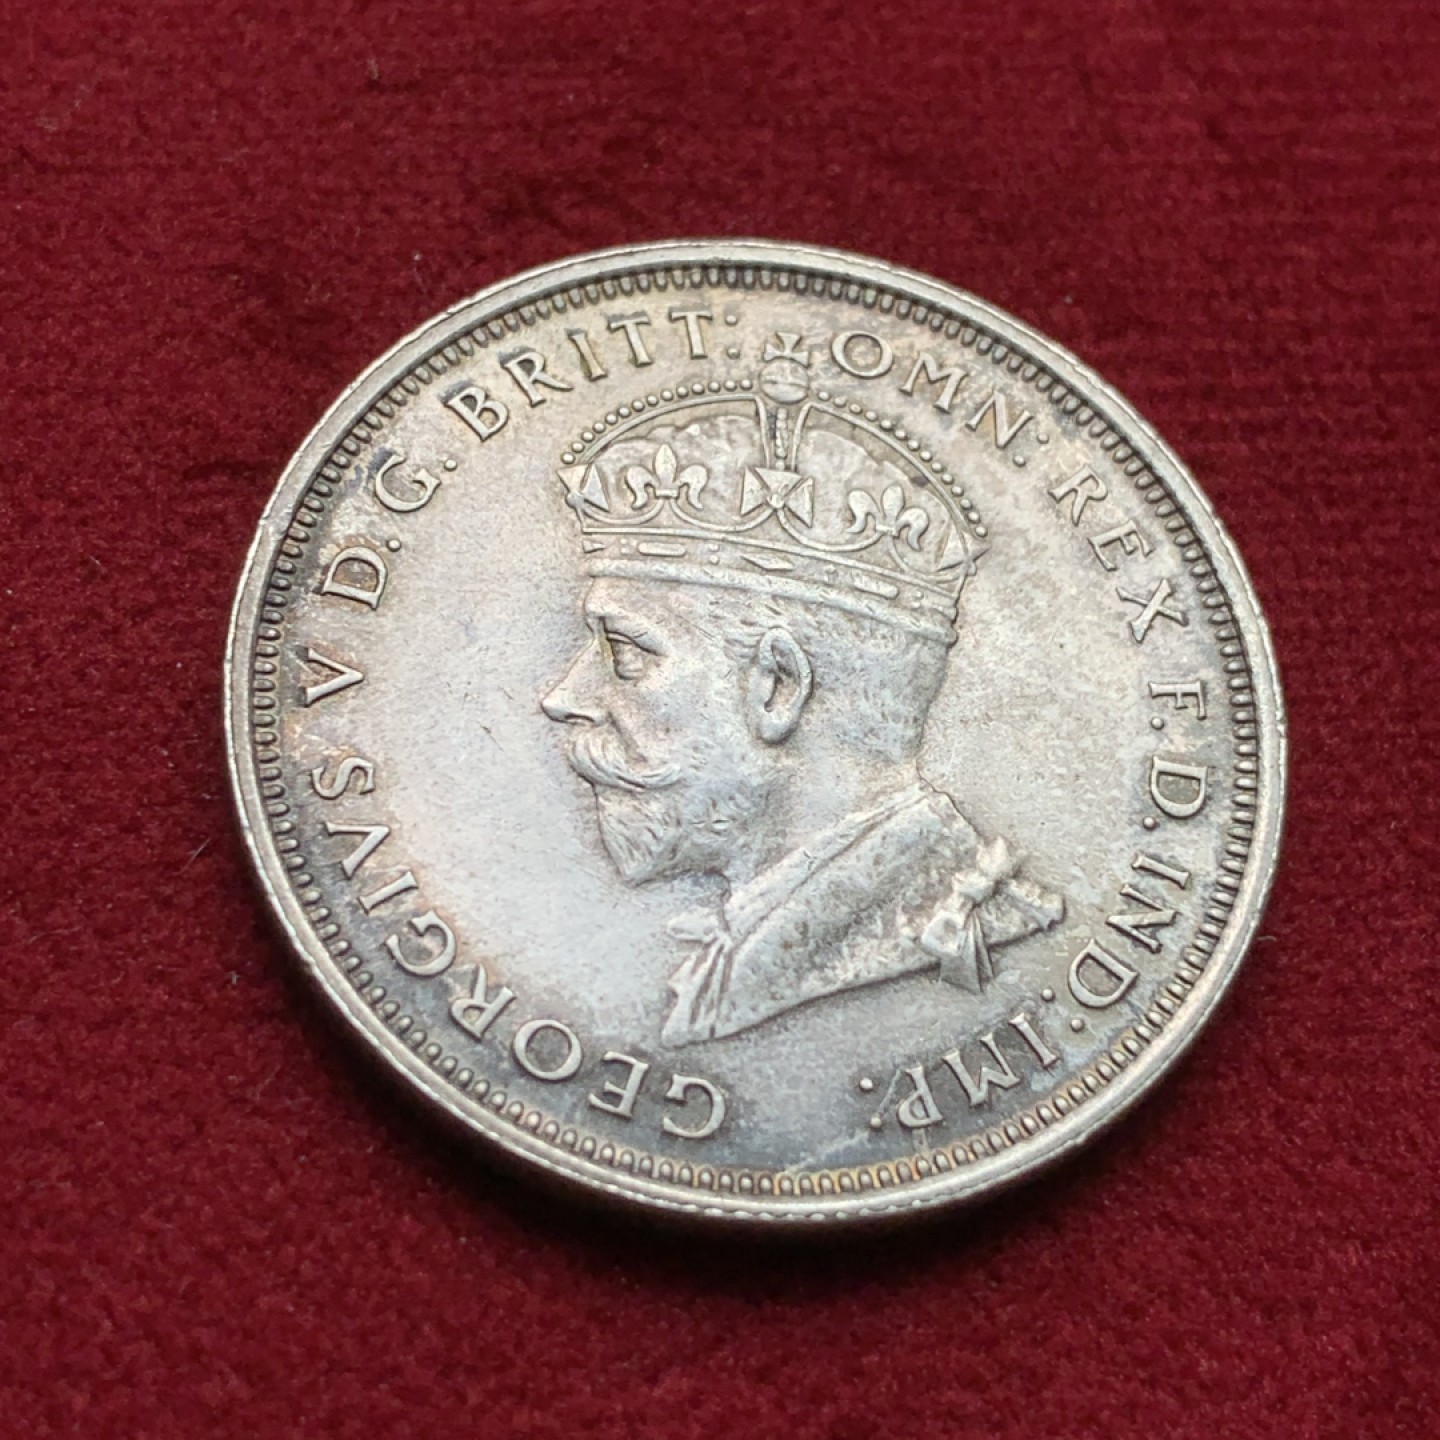 GEORGIVS V D.G. BRITT: OMN: REX F.D. IND: IMP: